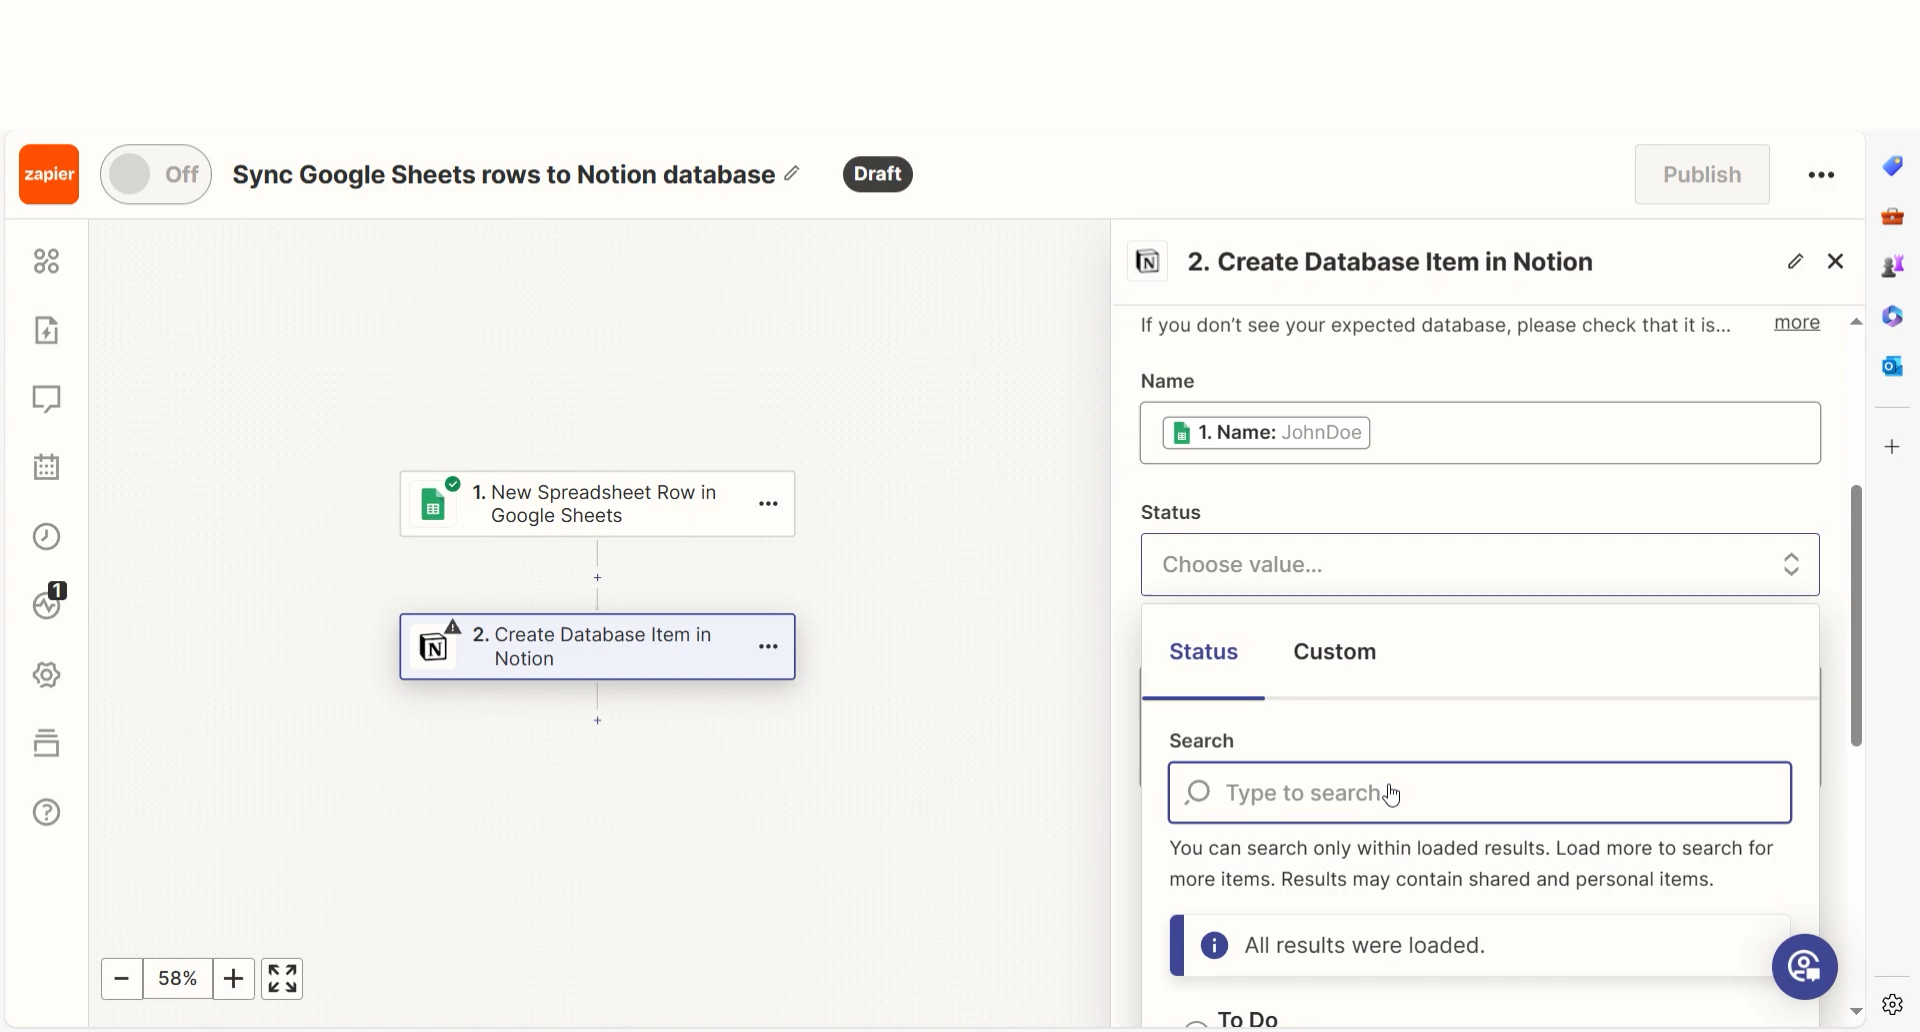 zapier
Off
Sync Google Sheets rows to Notion database
Draft
Publish
2. Create Database Item in Notion
If you don't see your expected database, please check that it is...
more
Name
1. Name: JohnDoe
Status
Choose value...
Status
Custom
Search
Type to search
You can search only within loaded results. Load more to search for
more items. Results may contain shared and personal items.
All results were loaded.
To Do
1. New Spreadsheet Row in
Google Sheets
2. Create Database Item in
Notion
1
58%